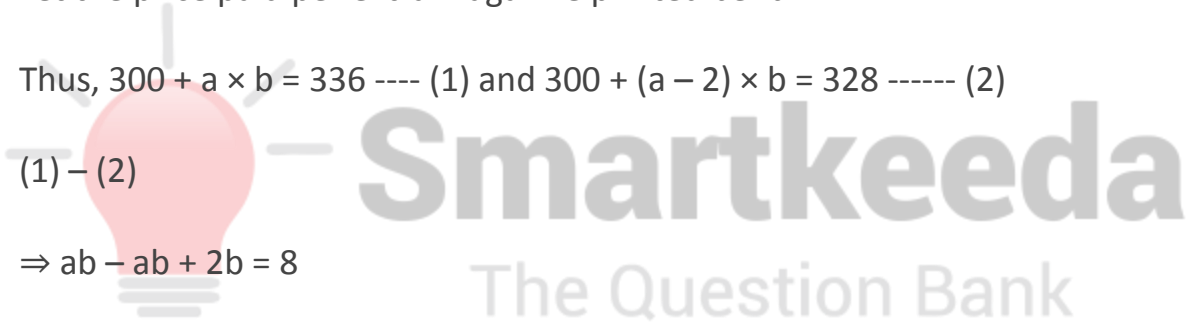 Thus, 300 + a × b = 336 ---- (1) and 300 + (a – 2) × b = 328 ------ (2)
(1) – (2)
⇒ ab – ab + 2b = 8
Smartkeeda
The Question Bank